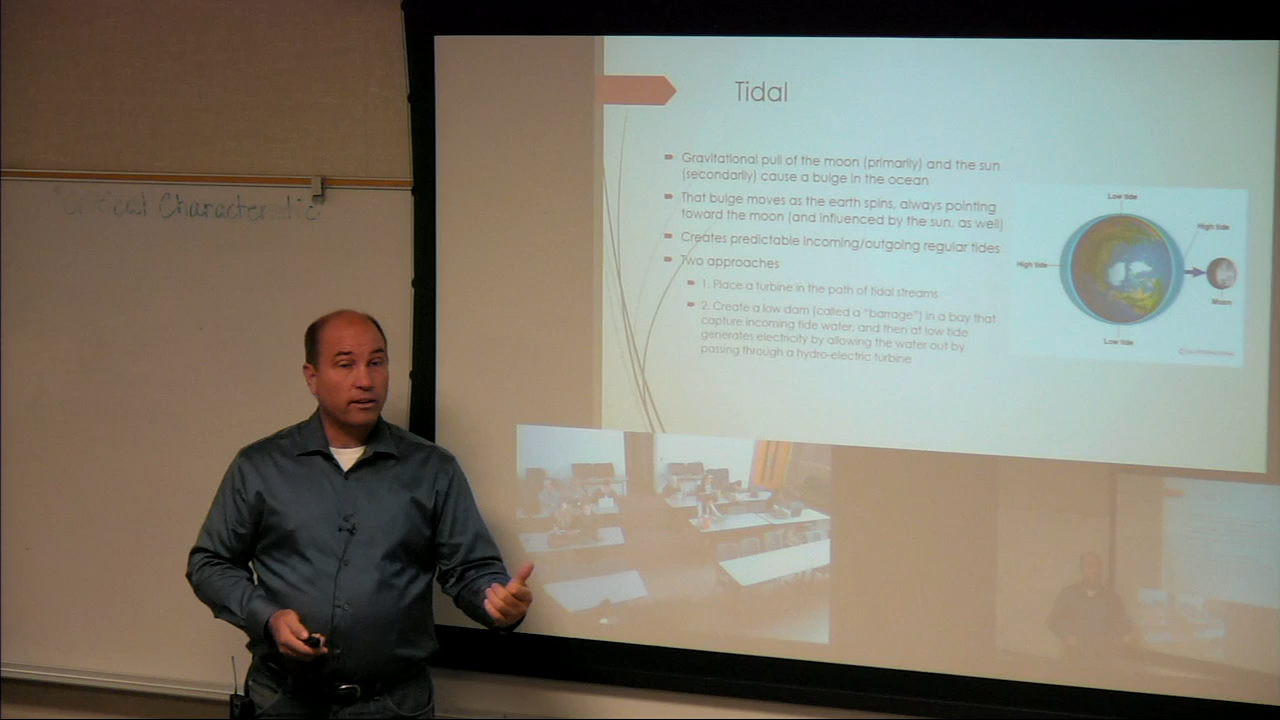 Critical Characteristic
Tidal
Gravitational pull of the moon (primarily) and the sun
(secondarily) cause a bulge in the ocean
That bulge moves as the earth spins, always pointing
toward the moon (and influenced by the sun, as well)
Creates predictable incoming/outgoing regular tides
Two approaches
1. Place a turbine in the path of tidal streams
2. Create a low dam (called a "barrage") in a bay that
capture incoming tide water, and then at low tide
generates electricity by allowing the water out by
passing through a hydro-electric turbine
Low tide
High tide
High tide
Moon
Low tide